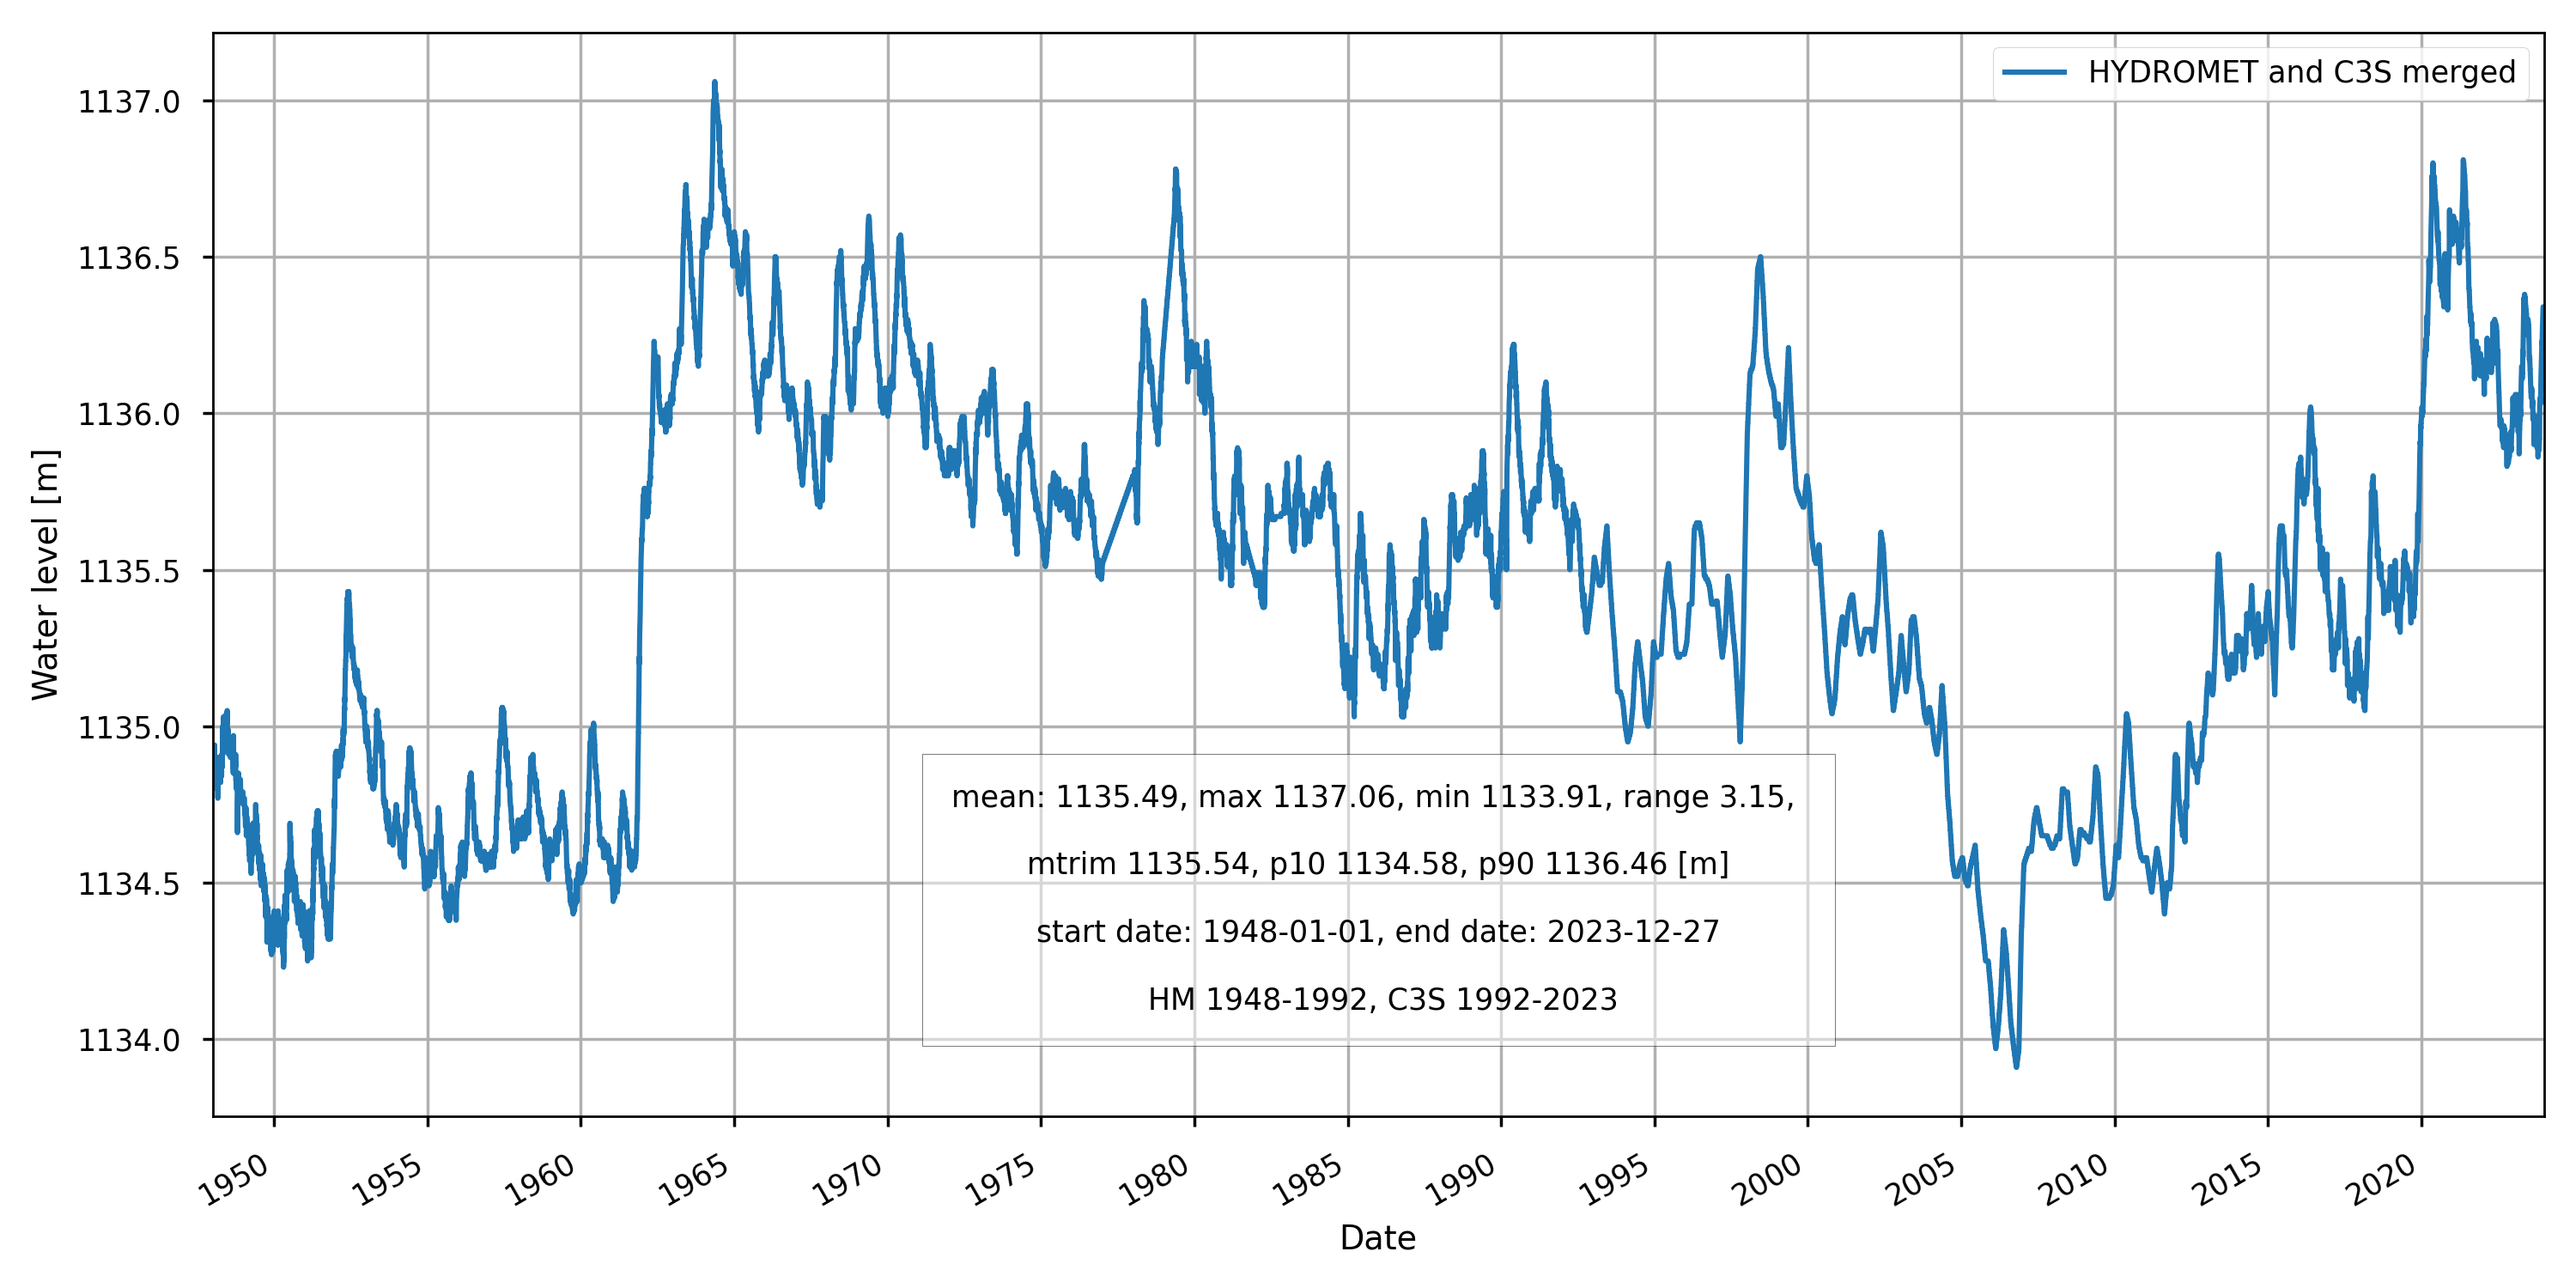 HYDROMET and C3S merged
1137.0
1136.5
1136.0
1135.5
1135.0
1134.5
1134.0
Water level [m]
mean: 1135.49, max 1137.06, min 1133.91, range 3.15,
mtrim 1135.54, p10 1134.58, p90 1136.46 [m]
start date: 1948-01-01, end date: 2023-12-27
HM 1948-1992, C3S 1992-2023
1950 1955 1960 1965 1970 1975 1980 1985 1990 1995 2000 2005 2010 2015 2020
Date